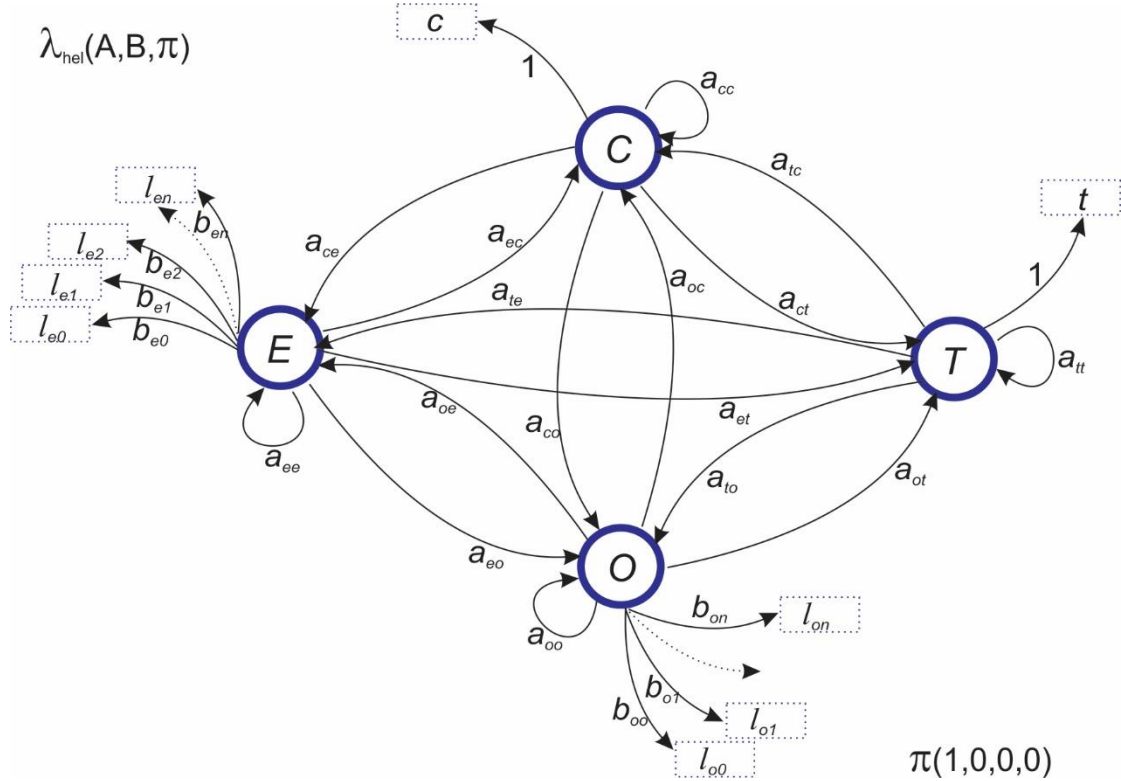 c
λhel(A,B,π)
1
acc
C
atc
t
len
ben
le2
be2
ace
aec
aoc
1
le1
be1
ate
act
le0
be0
E
T
att
aoe
aco
aet
aee
ato
aot
aeo
O
aoo
bon
lon
bo1
boo
lo1
lo0
π(1,0,0,0)